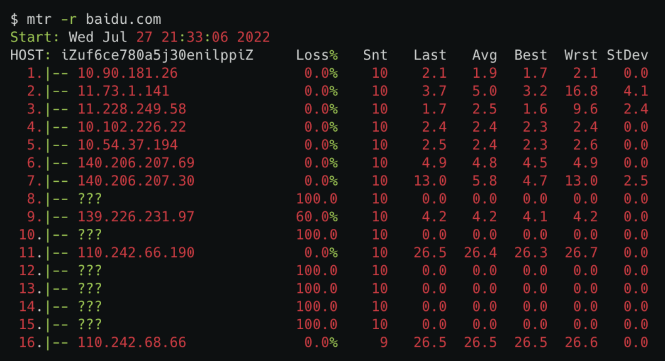 $ mtr -r baidu.com
Start: Wed Jul 27 21:33:06 2022
HOST: iZuf6ce780a5j30enilppiZ Loss% Snt Last Avg Best Wrst StDev
1.|-- 10.90.181.26 0.0% 10 2.1 1.9 1.7 2.1 0.0
2.|-- 11.73.1.141 0.0% 10 3.7 5.0 3.2 16.8 4.1
3.|-- 11.228.249.58 0.0% 10 1.7 2.5 1.6 9.6 2.4
4.|-- 10.102.226.22 0.0% 10 2.4 2.4 2.3 2.4 0.0
5.|-- 10.54.37.194 0.0% 10 2.5 2.4 2.3 2.6 0.0
6.|-- 140.206.207.69 0.0% 10 4.9 4.8 4.5 4.9 0.0
7.|-- 140.206.207.30 0.0% 10 13.0 5.8 4.7 13.0 2.5
8.|-- ??? 100.0 10 0.0 0.0 0.0 0.0 0.0
9.|-- 139.226.231.97 60.0% 10 4.2 4.2 4.1 4.2 0.0
10.|-- ??? 100.0 10 0.0 0.0 0.0 0.0 0.0
11.|-- 110.242.66.190 0.0% 10 26.5 26.4 26.3 26.7 0.0
12.|-- ??? 100.0 10 0.0 0.0 0.0 0.0 0.0
13.|-- ??? 100.0 10 0.0 0.0 0.0 0.0 0.0
14.|-- ??? 100.0 10 0.0 0.0 0.0 0.0 0.0
15.|-- ??? 100.0 10 0.0 0.0 0.0 0.0 0.0
16.|-- 110.242.68.66 0.0% 9 26.5 26.5 26.5 26.6 0.0